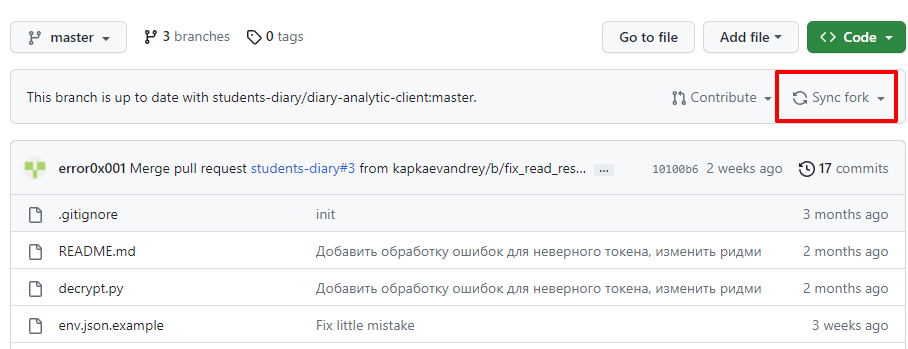 master 3 branches 0 tags Go to file Add file Code
This branch is up to date with students-diary/diary-analytic-client:master. Contribute Sync fork
error0x001 Merge pull request students-diary#3 from kapkaevandrey/b/fix_read_res... ... 10100b6 2 weeks ago 17 commits
.gitignore init 3 months ago
README.md Добавить обработку ошибок для неверного токена, изменить ридми 2 months ago
decrypt.py Добавить обработку ошибок для неверного токена, изменить ридми 2 months ago
env.json.example Fix little mistake 3 weeks ago